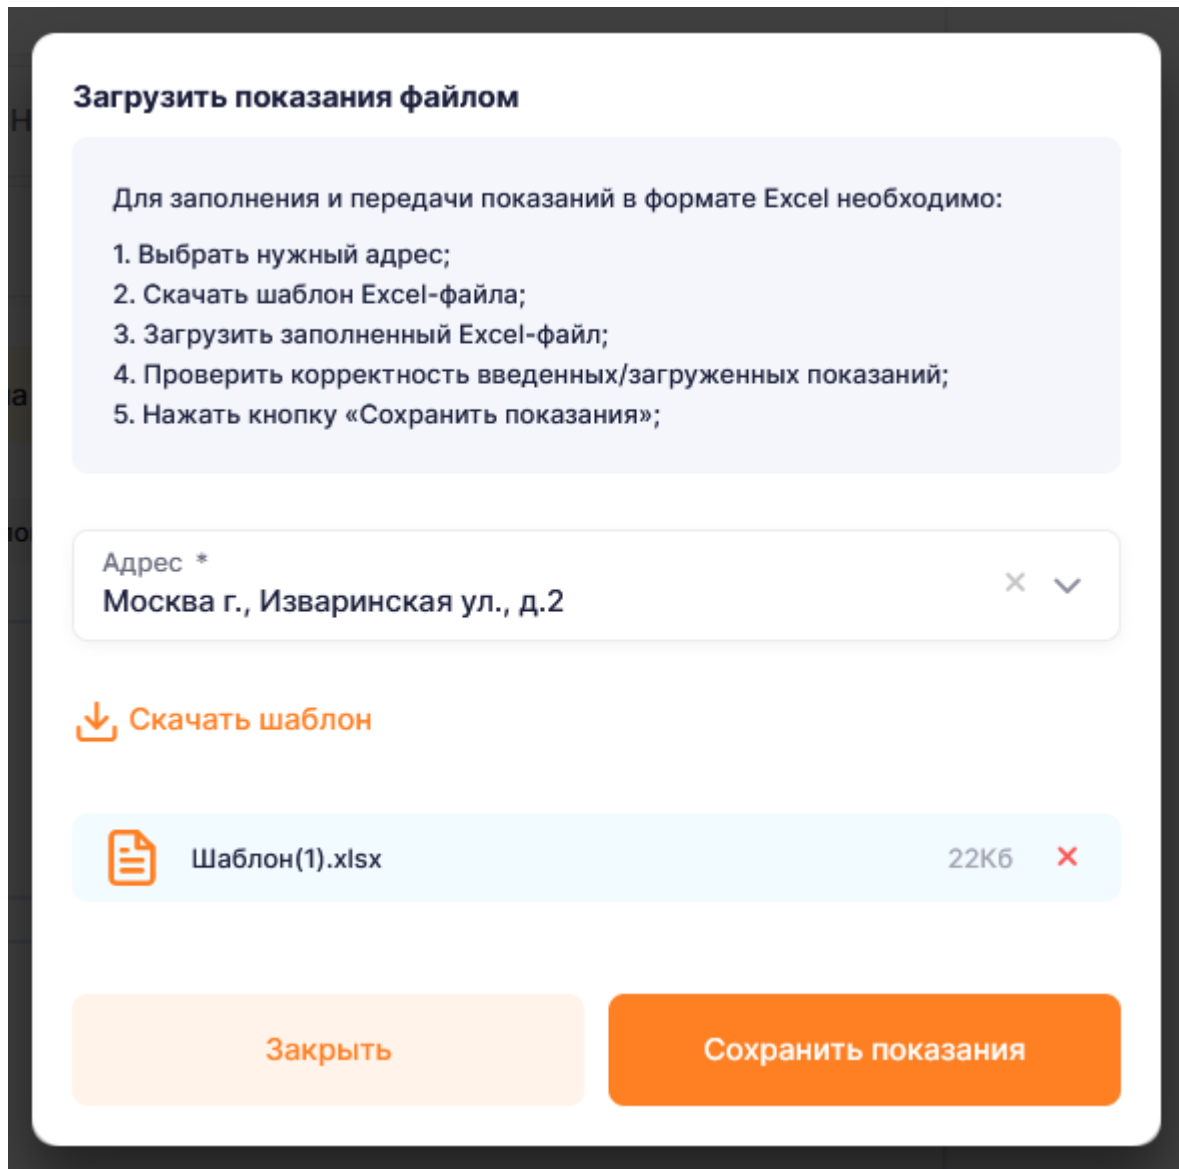 Загрузить показания файлом
Для заполнения и передачи показаний в формате Excel необходимо:
1. Выбрать нужный адрес;
2. Скачать шаблон Excel-файла;
3. Загрузить заполненный Excel-файл;
4. Проверить корректность введенных/загруженных показаний;
5. Нажать кнопку «Сохранить показания»;
Адрес *
Москва г., Изваринская ул., д.2
Скачать шаблон
Шаблон(1).xlsx 22Кб
Закрыть Сохранить показания